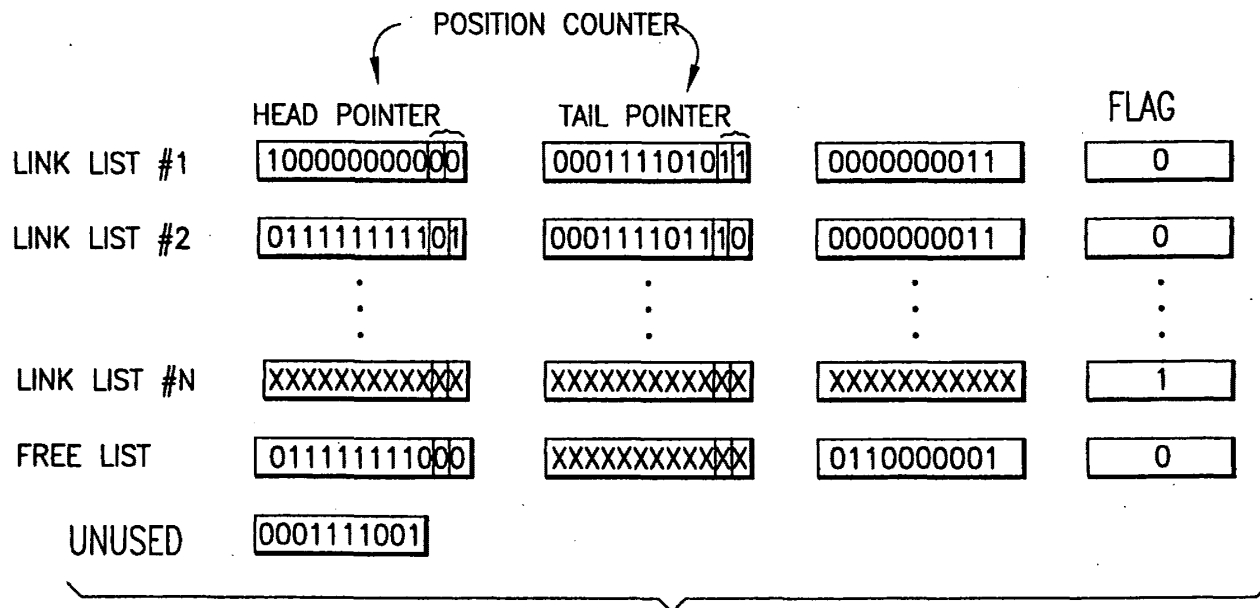 POSITION COUNTER
HEAD POINTER TAIL POINTER FLAG
LINK LIST #1 100000000000 000111101011 0000000011 0
LINK LIST #2 011111111101 000111101110 0000000011 0
LINK LIST #N XXXXXXXXXXXX XXXXXXXXXXXX XXXXXXXXXXX 1
FREE LIST 011111111000 XXXXXXXXXXXX 0110000001 0
UNUSED 0001111001